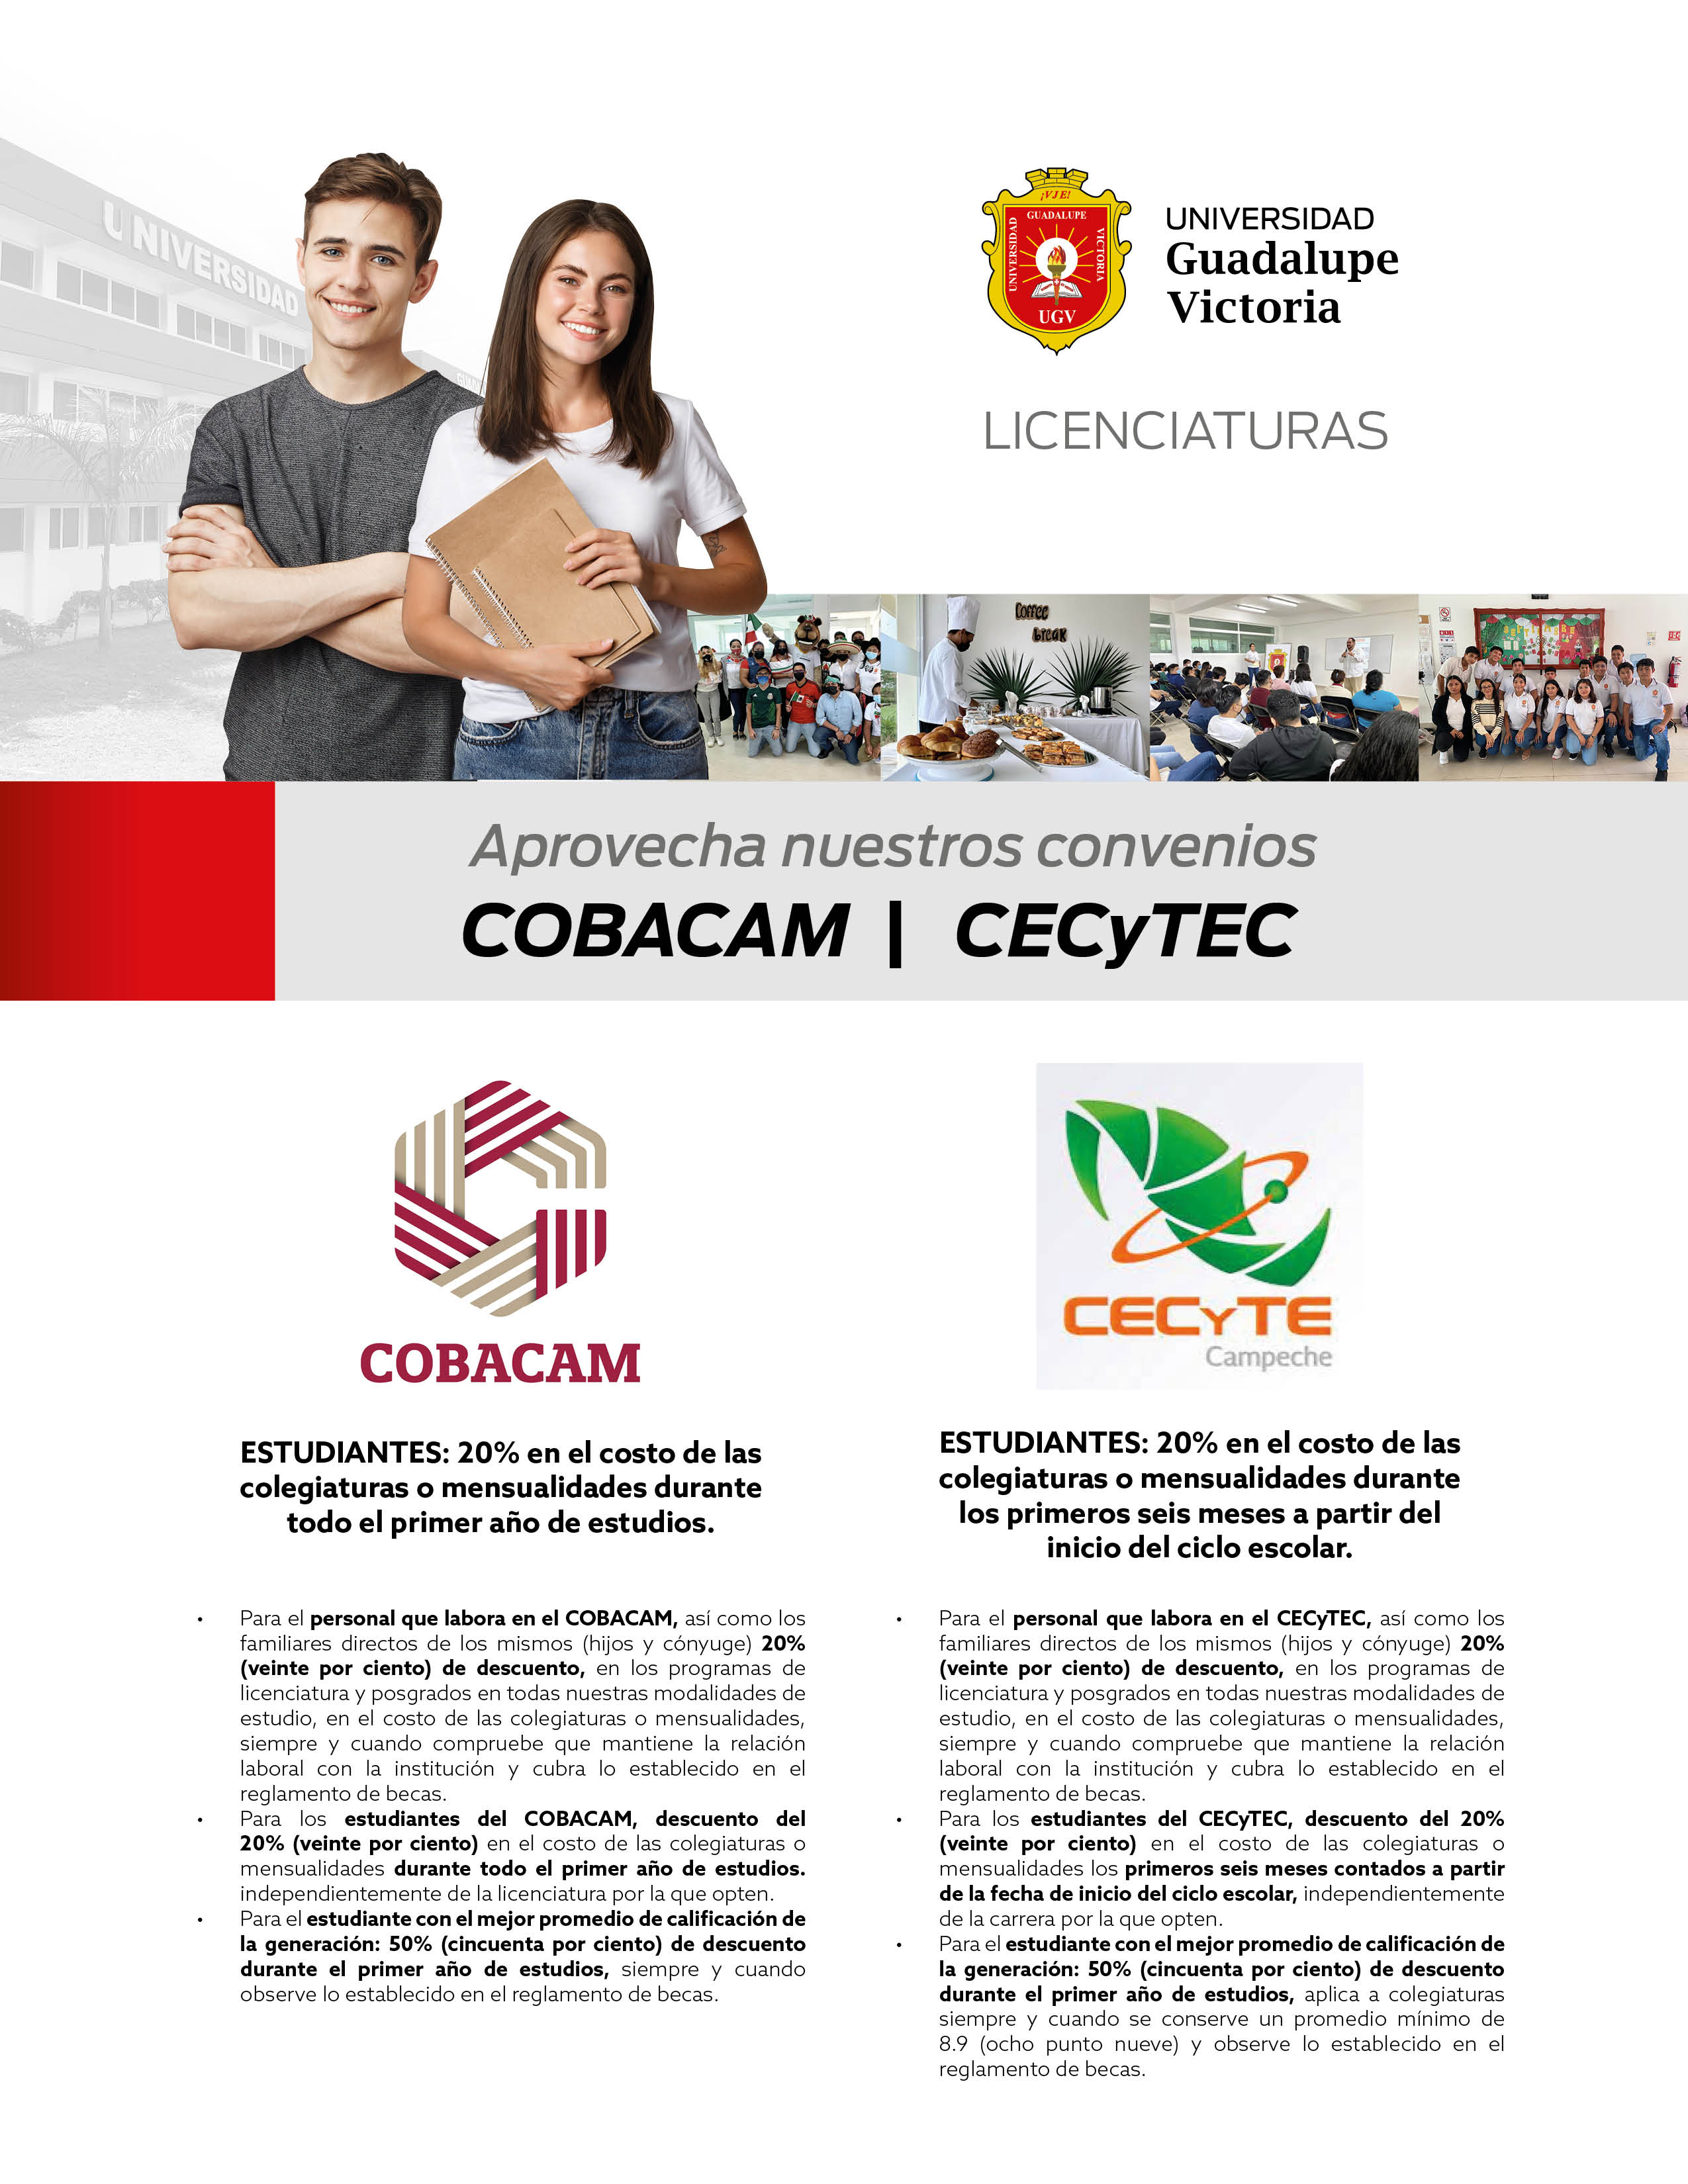 UNIVERSIDAD
¡VJE!
GUADALUPE
UNIVERSIDAD
VICTORIA
UGV
UNIVERSIDAD
Guadalupe
Victoria
LICENCIATURAS
Coffee
break
Aprovecha nuestros convenios
COBACAM | CECyTEC
COBACAM
CECyTE
Campeche
ESTUDIANTES: 20% en el costo de las
colegiaturas o mensualidades durante
todo el primer año de estudios.
• Para el personal que labora en el COBACAM, así como los
familiares directos de los mismos (hijos y cónyuge) 20%
(veinte por ciento) de descuento, en los programas de
licenciatura y posgrados en todas nuestras modalidades de
estudio, en el costo de las colegiaturas o mensualidades,
siempre y cuando compruebe que mantiene la relación
laboral con la institución y cubra lo establecido en el
reglamento de becas.
• Para los estudiantes del COBACAM, descuento del
20% (veinte por ciento) en el costo de las colegiaturas o
mensualidades durante todo el primer año de estudios.
independientemente de la licenciatura por la que opten.
• Para el estudiante con el mejor promedio de calificación de
la generación: 50% (cincuenta por ciento) de descuento
durante el primer año de estudios, siempre y cuando
observe lo establecido en el reglamento de becas.
ESTUDIANTES: 20% en el costo de las
colegiaturas o mensualidades durante
los primeros seis meses a partir del
inicio del ciclo escolar.
• Para el personal que labora en el CECyTEC, así como los
familiares directos de los mismos (hijos y cónyuge) 20%
(veinte por ciento) de descuento, en los programas de
licenciatura y posgrados en todas nuestras modalidades de
estudio, en el costo de las colegiaturas o mensualidades,
siempre y cuando compruebe que mantiene la relación
laboral con la institución y cubra lo establecido en el
reglamento de becas.
• Para los estudiantes del CECyTEC, descuento del 20%
(veinte por ciento) en el costo de las colegiaturas o
mensualidades los primeros seis meses contados a partir
de la fecha de inicio del ciclo escolar, independientemente
de la carrera por la que opten.
• Para el estudiante con el mejor promedio de calificación de
la generación: 50% (cincuenta por ciento) de descuento
durante el primer año de estudios, aplica a colegiaturas
siempre y cuando se conserve un promedio mínimo de
8.9 (ocho punto nueve) y observe lo establecido en el
reglamento de becas.